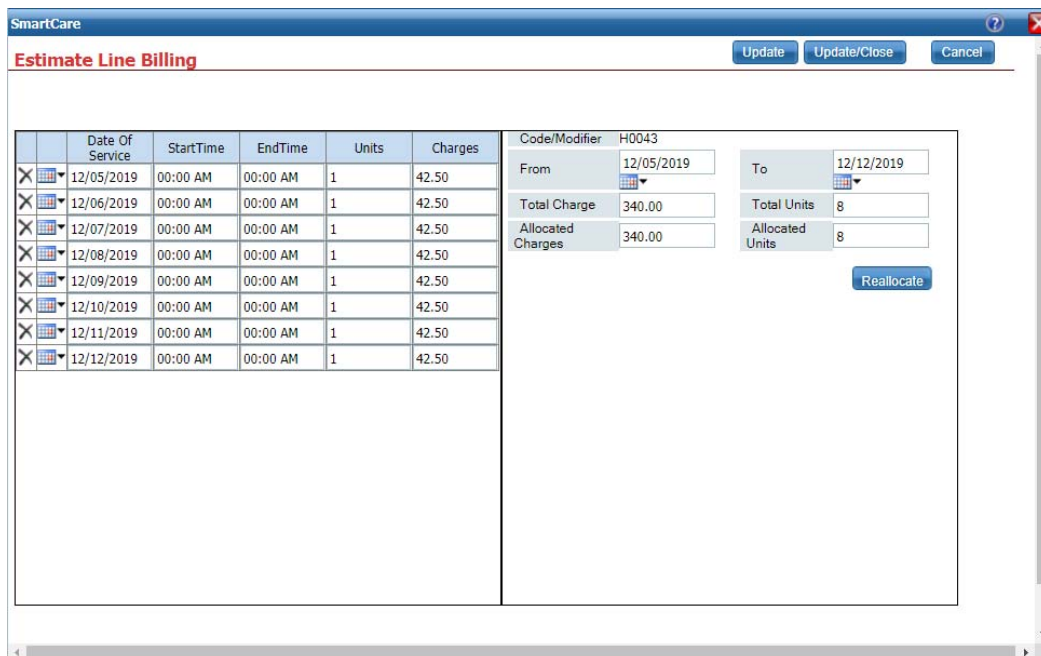 SmartCare
Estimate Line Billing
Update Update/Close Cancel
Date Of Service StartTime EndTime Units Charges
12/05/2019 00:00 AM 00:00 AM 1 42.50
12/06/2019 00:00 AM 00:00 AM 1 42.50
12/07/2019 00:00 AM 00:00 AM 1 42.50
12/08/2019 00:00 AM 00:00 AM 1 42.50
12/09/2019 00:00 AM 00:00 AM 1 42.50
12/10/2019 00:00 AM 00:00 AM 1 42.50
12/11/2019 00:00 AM 00:00 AM 1 42.50
12/12/2019 00:00 AM 00:00 AM 1 42.50
Code/Modifier H0043
From 12/05/2019 To 12/12/2019
Total Charge 340.00 Total Units 8
Allocated Charges 340.00 Allocated Units 8
Reallocate